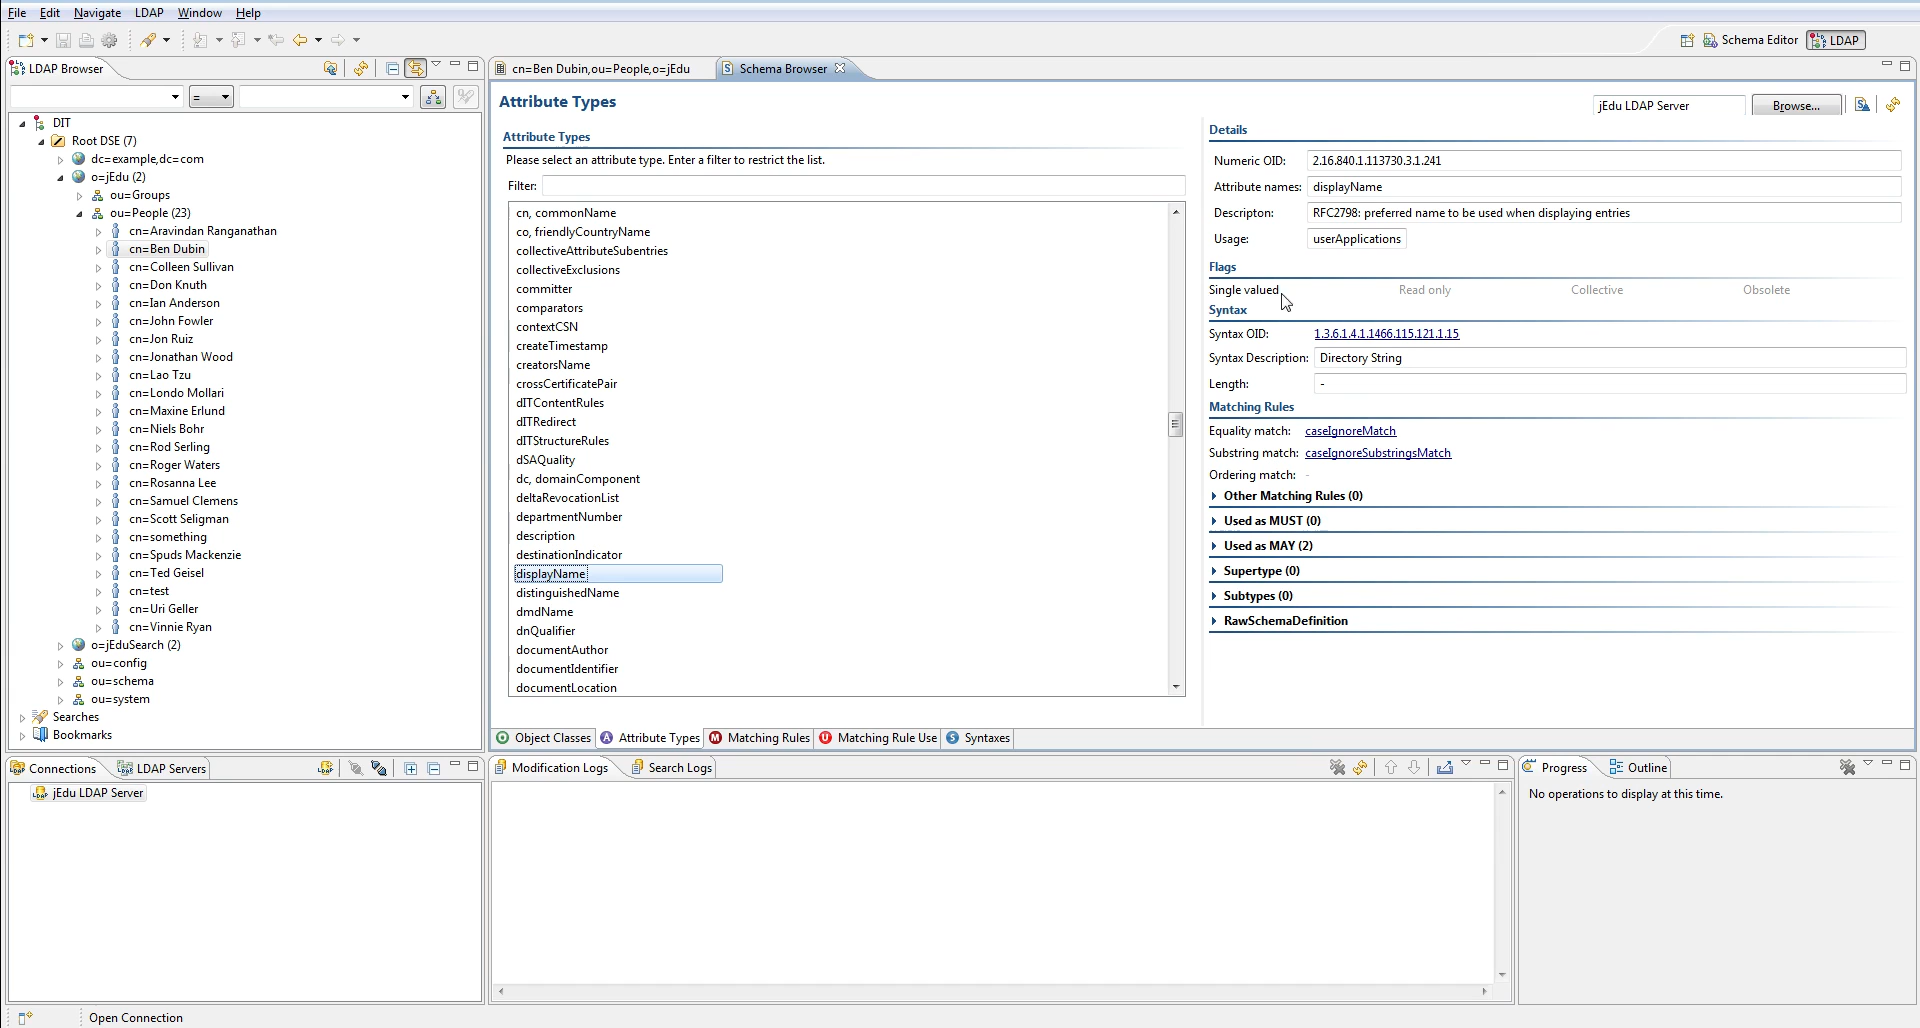 File Edit Navigate LDAP Window Help
Schema Editor LDAP
LDAP Browser
=
DIT
Root DSE (7)
dc=example,dc=com
o=jEdu (2)
ou=Groups
ou=People (23)
cn=Aravindan Ranganathan
cn=Ben Dubin
cn=Colleen Sullivan
cn=Don Knuth
cn=Ian Anderson
cn=John Fowler
cn=Jon Ruiz
cn=Jonathan Wood
cn=Lao Tzu
cn=Londo Mollari
cn=Maxine Erlund
cn=Niels Bohr
cn=Rod Serling
cn=Roger Waters
cn=Rosanna Lee
cn=Samuel Clemens
cn=Scott Seligman
cn=something
cn=Spuds Mackenzie
cn=Ted Geisel
cn=test
cn=Uri Geller
cn=Vinnie Ryan
o=jEduSearch (2)
ou=config
ou=schema
ou=system
Searches
Bookmarks
cn=Ben Dubin,ou=People,o=jEdu Schema Browser
Attribute Types
jEdu LDAP Server Browse...
Attribute Types
Please select an attribute type. Enter a filter to restrict the list.
Filter:
cn, commonName
co, friendlyCountryName
collectiveAttributeSubentries
collectiveExclusions
committer
comparators
contextCSN
createTimestamp
creatorsName
crossCertificatePair
dITContentRules
dITRedirect
dITStructureRules
dSAQuality
dc, domainComponent
deltaRevocationList
departmentNumber
description
destinationIndicator
displayName
distinguishedName
dmdName
dnQualifier
documentAuthor
documentIdentifier
documentLocation
Details
Numeric OID: 2.16.840.1.113730.3.1.241
Attribute names: displayName
Descripton: RFC2798: preferred name to be used when displaying entries
Usage: userApplications
Flags
Single valued Read only Collective Obsolete
Syntax
Syntax OID: 1.3.6.1.4.1.1466.115.121.1.15
Syntax Description: Directory String
Length: -
Matching Rules
Equality match: caseIgnoreMatch
Substring match: caseIgnoreSubstringsMatch
Ordering match: -
Other Matching Rules (0)
Used as MUST (0)
Used as MAY (2)
Supertype (0)
Subtypes (0)
RawSchemaDefinition
Object Classes Attribute Types Matching Rules Matching Rule Use Syntaxes
Connections LDAP Servers
jEdu LDAP Server
Modification Logs Search Logs
Progress Outline
No operations to display at this time.
Open Connection